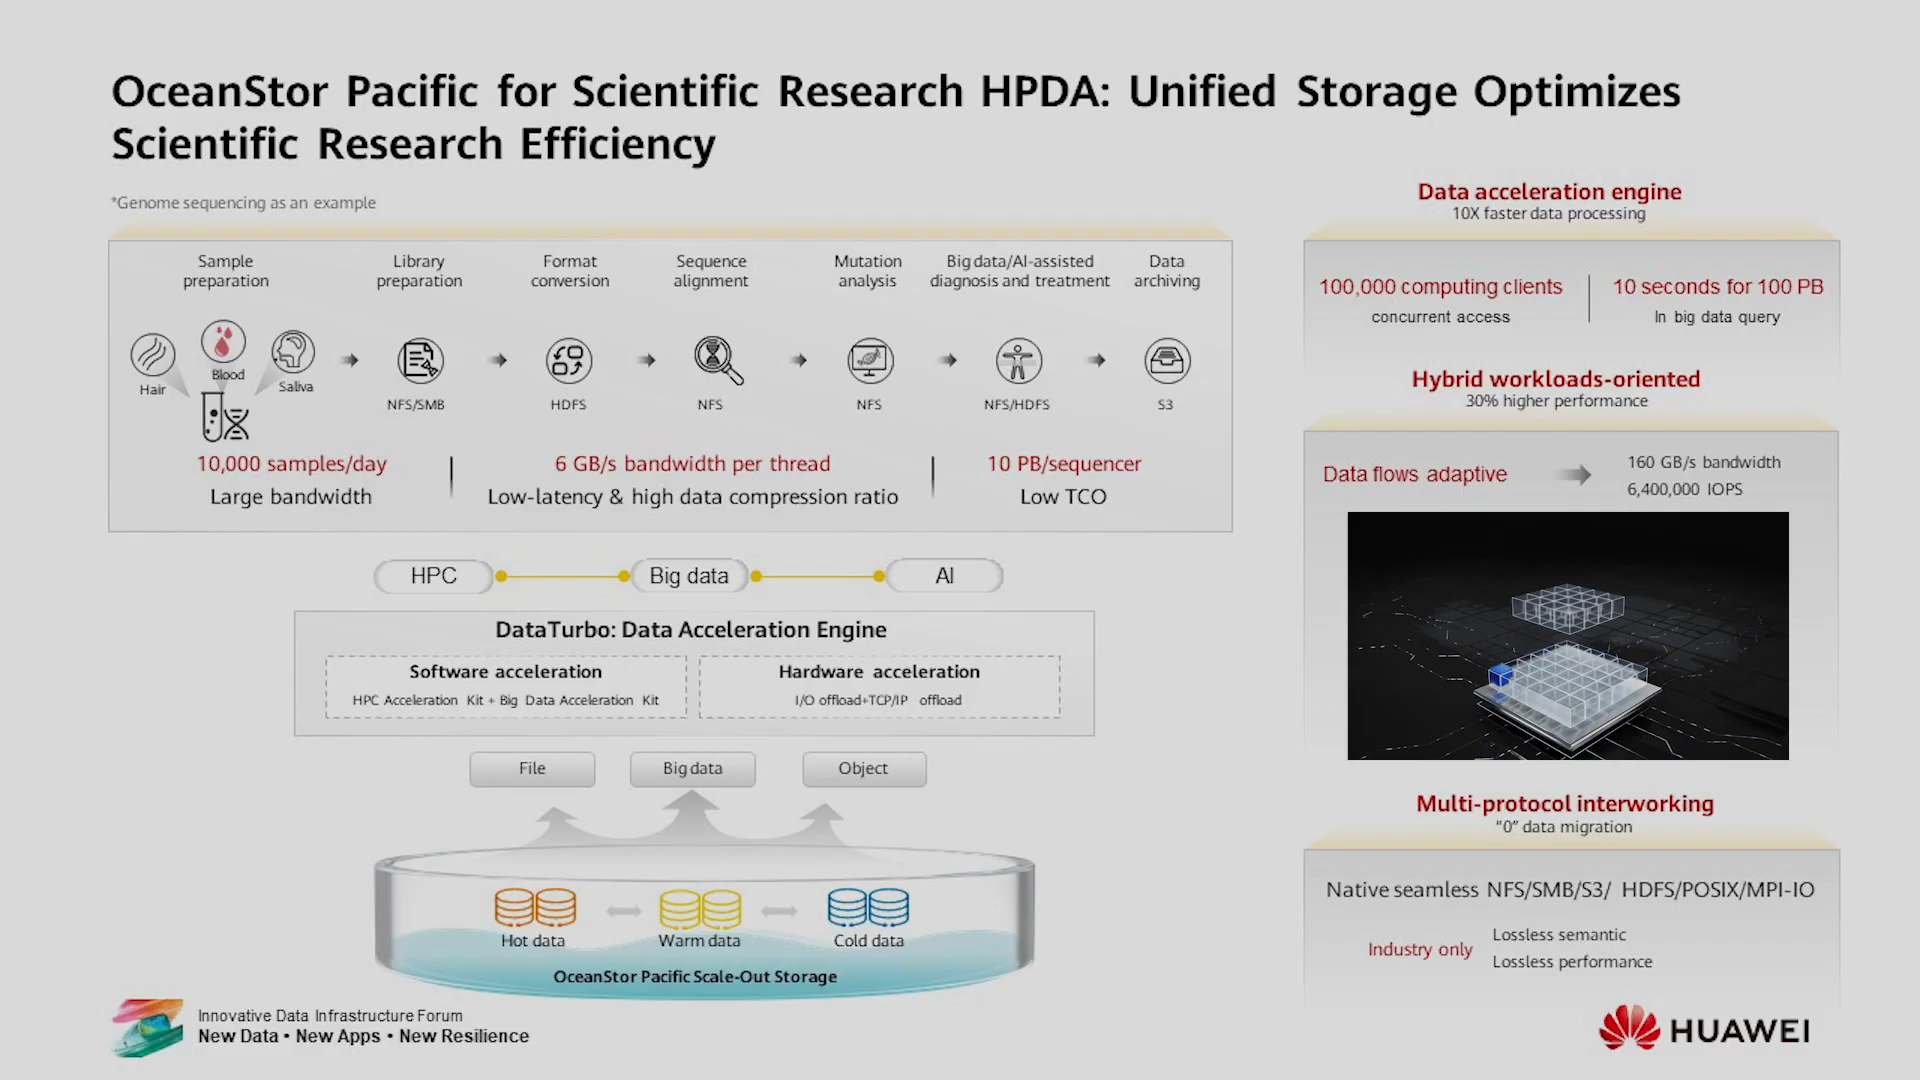 OceanStor Pacific for Scientific Research HPDA: Unified Storage Optimizes
Scientific Research Efficiency
*Genome sequencing as an example
Sample
preparation
Library
preparation
Format
conversion
Sequence
alignment
Mutation
analysis
Big data/AI-assisted
diagnosis and treatment
Data
archiving
Hair
Blood
Saliva
NFS/SMB
HDFS
NFS
NFS
NFS/HDFS
S3
10,000 samples/day
Large bandwidth
6 GB/s bandwidth per thread
Low-latency & high data compression ratio
10 PB/sequencer
Low TCO
HPC
Big data
AI
DataTurbo: Data Acceleration Engine
Software acceleration
HPC Acceleration Kit + Big Data Acceleration Kit
Hardware acceleration
I/O offload+TCP/IP offload
File
Big data
Object
Hot data
Warm data
Cold data
OceanStor Pacific Scale-Out Storage
Data acceleration engine
10X faster data processing
100,000 computing clients
concurrent access
10 seconds for 100 PB
In big data query
Hybrid workloads-oriented
30% higher performance
Data flows adaptive
160 GB/s bandwidth
6,400,000 IOPS
Multi-protocol interworking
“0” data migration
Native seamless NFS/SMB/S3/ HDFS/POSIX/MPI-IO
Industry only
Lossless semantic
Lossless performance
Innovative Data Infrastructure Forum
New Data • New Apps • New Resilience
HUAWEI